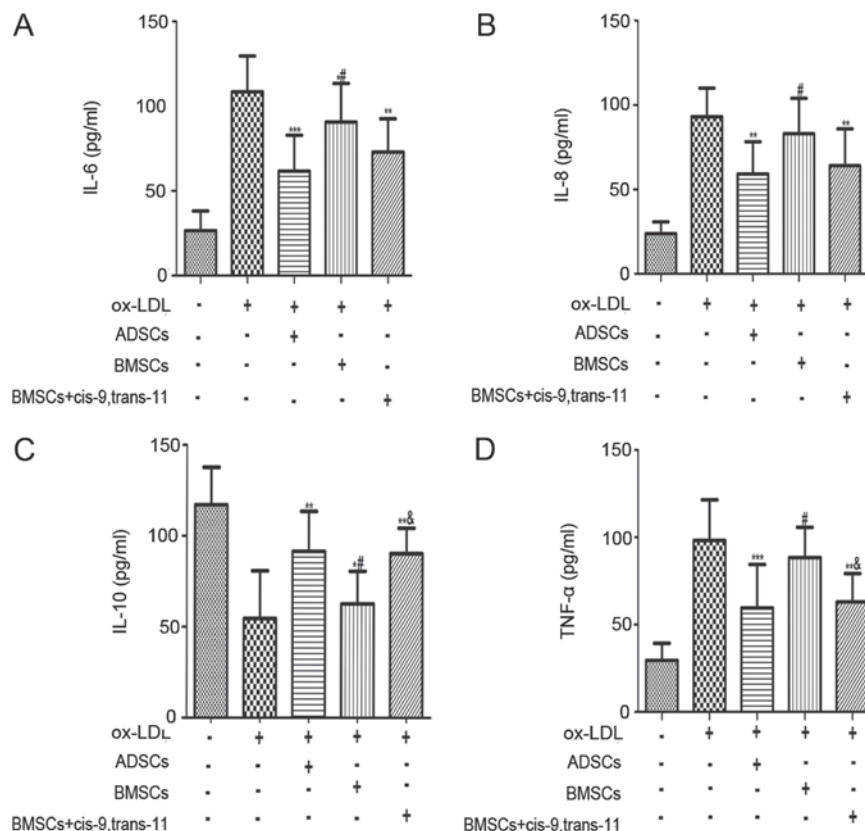 A
IL-6 (pg/ml)
150
100
50
0
***
*#
**
ox-LDL - + + + +
ADSCs - - + - -
BMSCs - - - + -
BMSCs+cis-9,trans-11 - - - - +
B
IL-8 (pg/ml)
150
100
50
0
**
#
**
ox-LDL - + + + +
ADSCs - - + - -
BMSCs - - - + -
BMSCs+cis-9,trans-11 - - - - +
C
IL-10 (pg/ml)
150
100
50
0
**
*#
**&
ox-LDL - + + + +
ADSCs - - + - -
BMSCs - - - + -
BMSCs+cis-9,trans-11 - - - - +
D
TNF-α (pg/ml)
150
100
50
0
***
#
**&
ox-LDL - + + + +
ADSCs - - + - -
BMSCs - - - + -
BMSCs+cis-9,trans-11 - - - - +